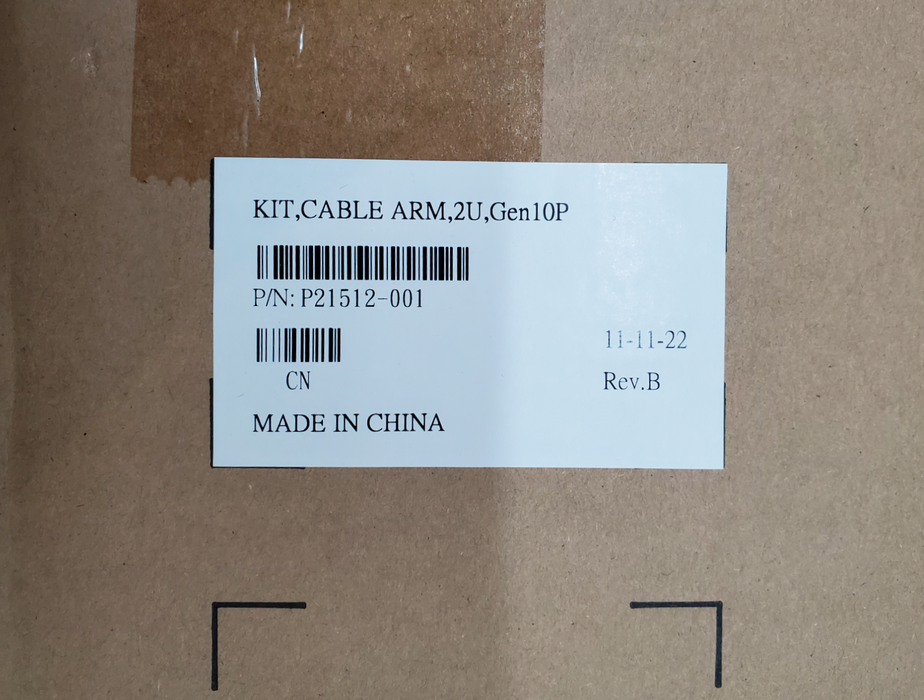 KIT,CABLE ARM,2U,Gen10P
P/N: P21512-001
11-11-22
CN
Rev.B
MADE IN CHINA